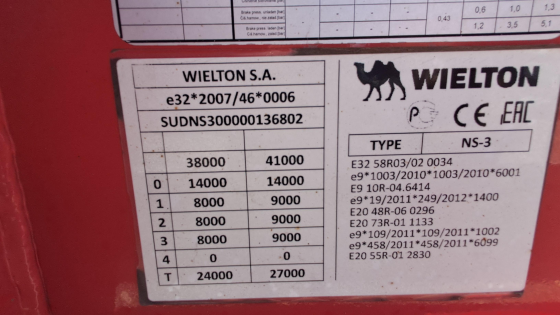 0,6 1,0 1,3
0,43
1,2 3,5 5,1
WIELTON S.A.
e32*2007/46*0006
SUDNS300000136802
38000 41000
0 14000 14000
1 8000 9000
2 8000 9000
3 8000 9000
4 0 0
T 24000 27000
WIELTON
CE EAC
TYPE NS-3
E32 58R03/02 0034
e9*1003/2010*1003/2010*6001
E9 10R-04.6414
e9*19/2011*249/2012*1400
E20 48R-06 0296
E20 73R-01 1133
e9*109/2011*109/2011*1002
e9*458/2011*458/2011*6099
E20 55R-01 2830